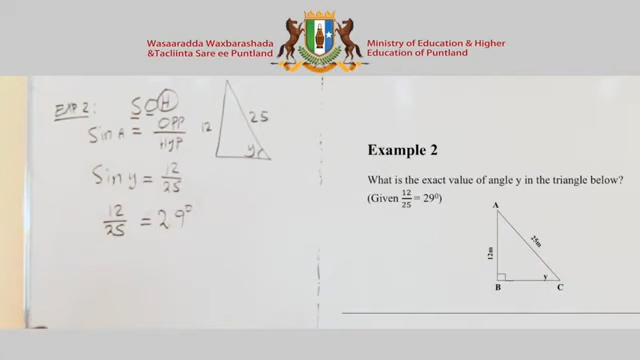 Wasaaradda Waxbarashada
&Tacliinta Sare ee Puntland
Ministry of Education & Higher
Education of Puntland
EXP 2:
SOH
Sin A = OPP/HYP
Sin y = 12/25
12/25 = 29⁰
12
25
y
Example 2
What is the exact value of angle y in the triangle below?
(Given 12/25 = 29⁰)
A
25m
12m
y
B
C